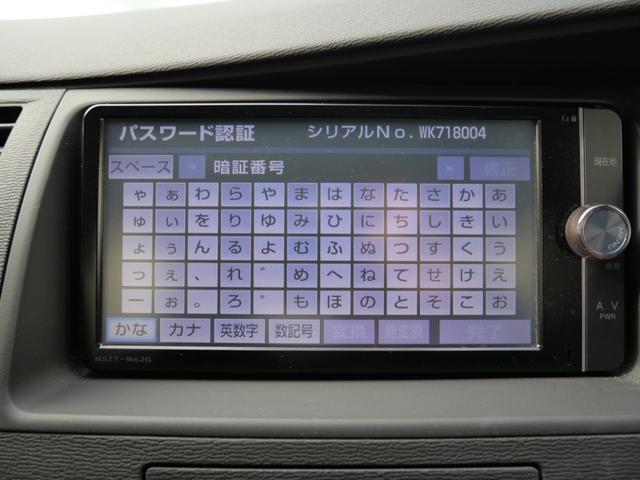 パスワード認証 シリアルNo.WK718004
スペース ◀ 暗証番号 ▶ 修正
ゃ ぁ わ ら や ま は な た さ か あ
ゅ ぃ を り ゆ み ひ に ち し き い
ょ ぅ ん る よ む ふ ぬ つ す く う
っ ぇ 、 れ ゛ め へ ね て せ け え
ー ぉ 。 ろ ゜ も ほ の と そ こ お
かな カナ 英数字 数記号 変換 無変換 完了
NSZT-W62G
現在地
MENU
画質
A V
PWR